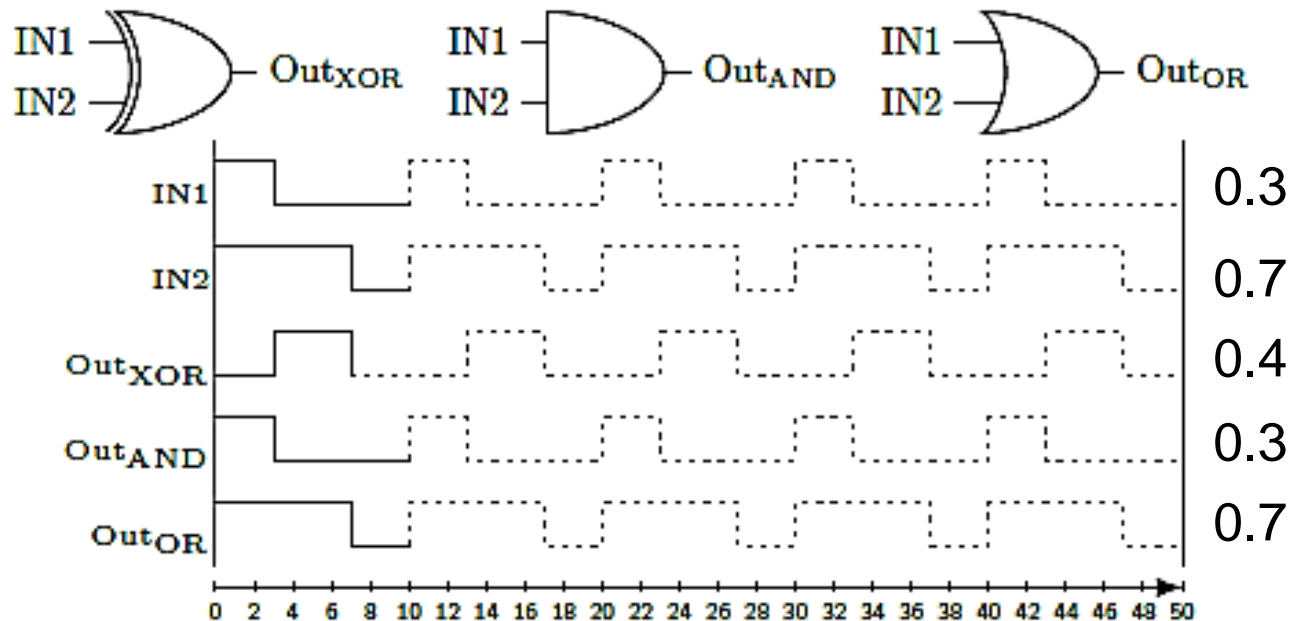 IN1 IN2 Out_XOR IN1 IN2 Out_AND IN1 IN2 Out_OR
IN1 0.3
IN2 0.7
Out_XOR 0.4
Out_AND 0.3
Out_OR 0.7
0 2 4 6 8 10 12 14 16 18 20 22 24 26 28 30 32 34 36 38 40 42 44 46 48 50